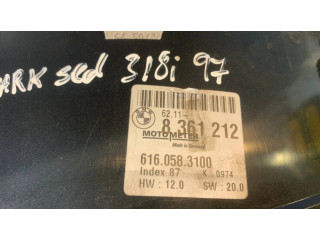 ARK sed 318i 97
62.11-
8 361 212
MOTOMETER
Made in Germany
616.058.3100
Index 87 K 0974
HW : 12.0 SW : 20.0